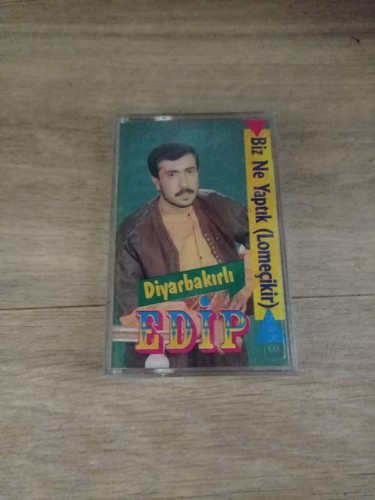 Biz Ne Yaptık (Lomeçikir)
Diyarbakırlı
EDİP